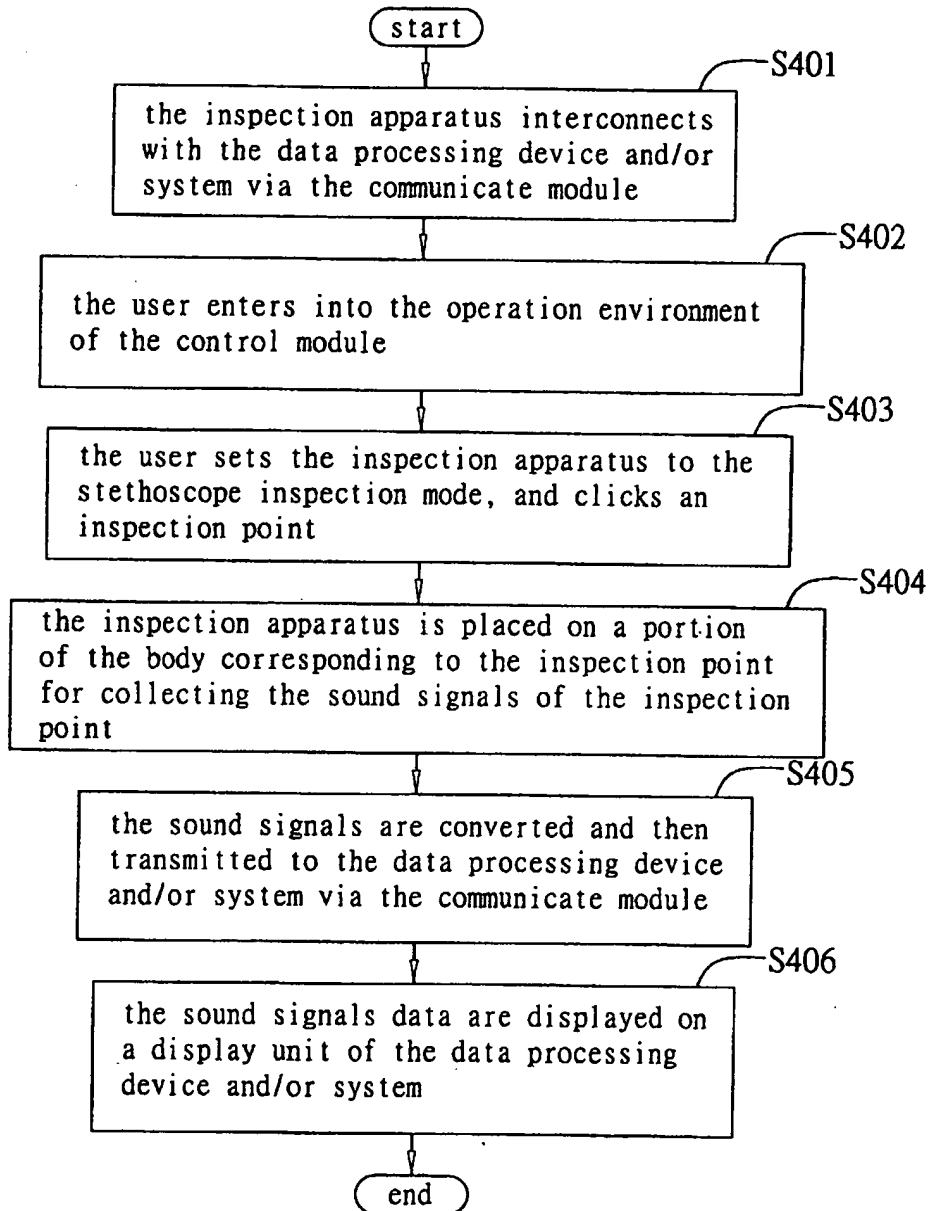 start
S401
the inspection apparatus interconnects
with the data processing device and/or
system via the communicate module
S402
the user enters into the operation environment
of the control module
S403
the user sets the inspection apparatus to the
stethoscope inspection mode, and clicks an
inspection point
S404
the inspection apparatus is placed on a portion
of the body corresponding to the inspection point
for collecting the sound signals of the inspection
point
S405
the sound signals are converted and then
transmitted to the data processing device
and/or system via the communicate module
S406
the sound signals data are displayed on
a display unit of the data processing
device and/or system
end